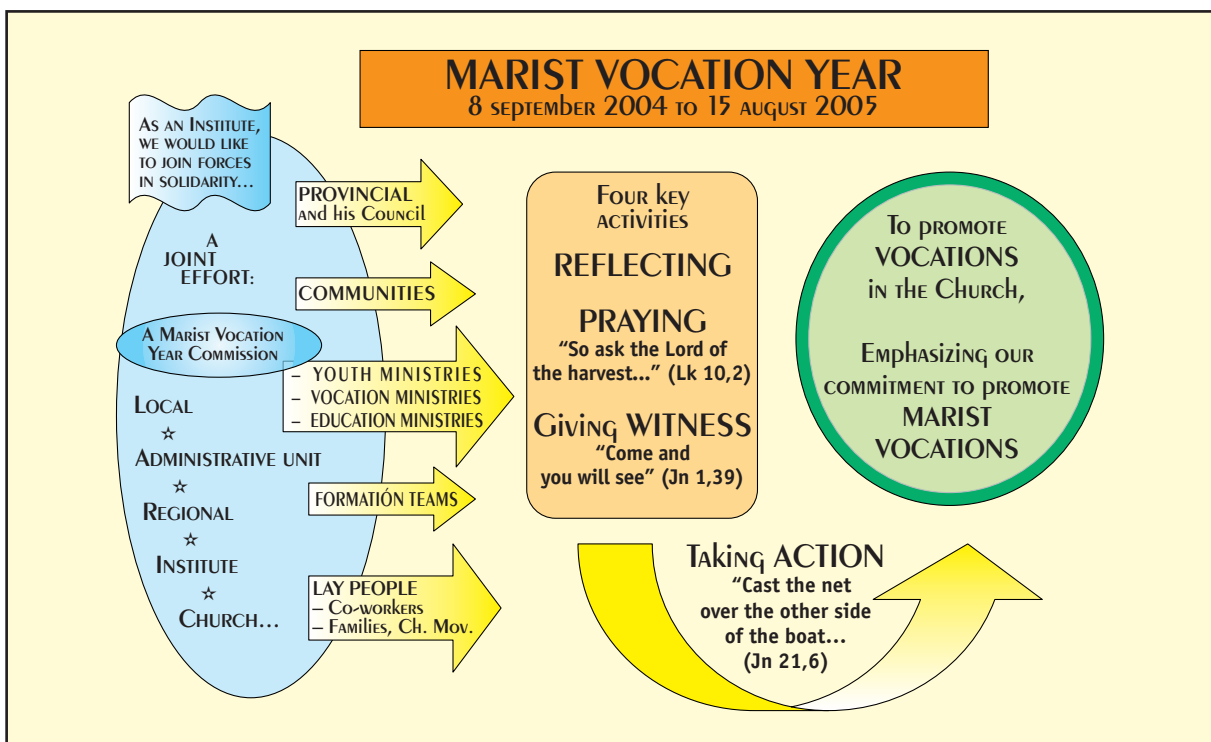 MARIST VOCATION YEAR
8 september 2004 to 15 august 2005
As an Institute,
we would like
to join forces
in solidarity...
A
joint
effort:
A Marist Vocation
Year Commission
Local
☆
Administrative unit
☆
Regional
☆
Institute
☆
Church...
PROVINCIAL
and his Council
COMMUNITIES
– YOUTH MINISTRIES
– VOCATION MINISTRIES
– EDUCATION MINISTRIES
FORMATIÓN TEAMS
LAY PEOPLE
– Co-workers
– Families, Ch. Mov.
Four key
activities
REFLECTING
PRAYING
“So ask the Lord of
the harvest...” (Lk 10,2)
Giving WITNESS
“Come and
you will see” (Jn 1,39)
Taking ACTION
“Cast the net
over the other side
of the boat...
(Jn 21,6)
To promote
VOCATIONS
in the Church,
Emphasizing our
commitment to promote
MARIST
VOCATIONS